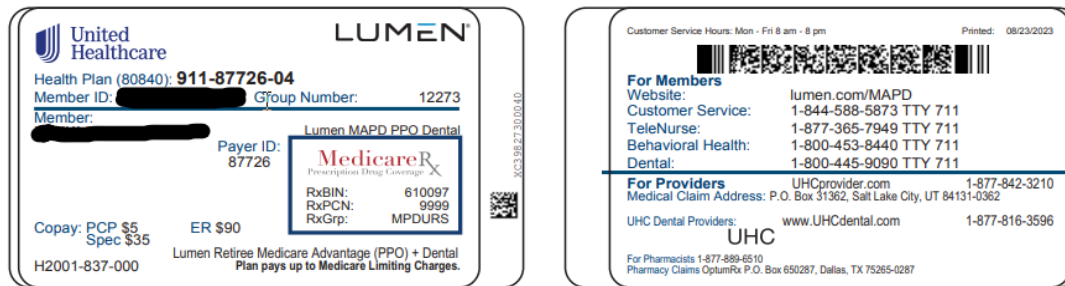 United
Healthcare
LUMEN
Health Plan (80840): 911-87726-04
Member ID: Group Number: 12273
Member:
Lumen MAPD PPO Dental
Payer ID:
87726
MedicareRx
Prescription Drug Coverage
RxBIN: 610097
RxPCN: 9999
RxGrp: MPDURS
Copay: PCP $5 ER $90
Spec $35
Lumen Retiree Medicare Advantage (PPO) + Dental
H2001-837-000 Plan pays up to Medicare Limiting Charges.
XC39827300040
Customer Service Hours: Mon - Fri 8 am - 8 pm Printed: 08/23/2023
For Members
Website: lumen.com/MAPD
Customer Service: 1-844-588-5873 TTY 711
TeleNurse: 1-877-365-7949 TTY 711
Behavioral Health: 1-800-453-8440 TTY 711
Dental: 1-800-445-9090 TTY 711
For Providers UHCprovider.com 1-877-842-3210
Medical Claim Address: P.O. Box 31362, Salt Lake City, UT 84131-0362
UHC Dental Providers: www.UHCdental.com 1-877-816-3596
UHC
For Pharmacists 1-877-889-6510
Pharmacy Claims OptumRx P.O. Box 650287, Dallas, TX 75265-0287